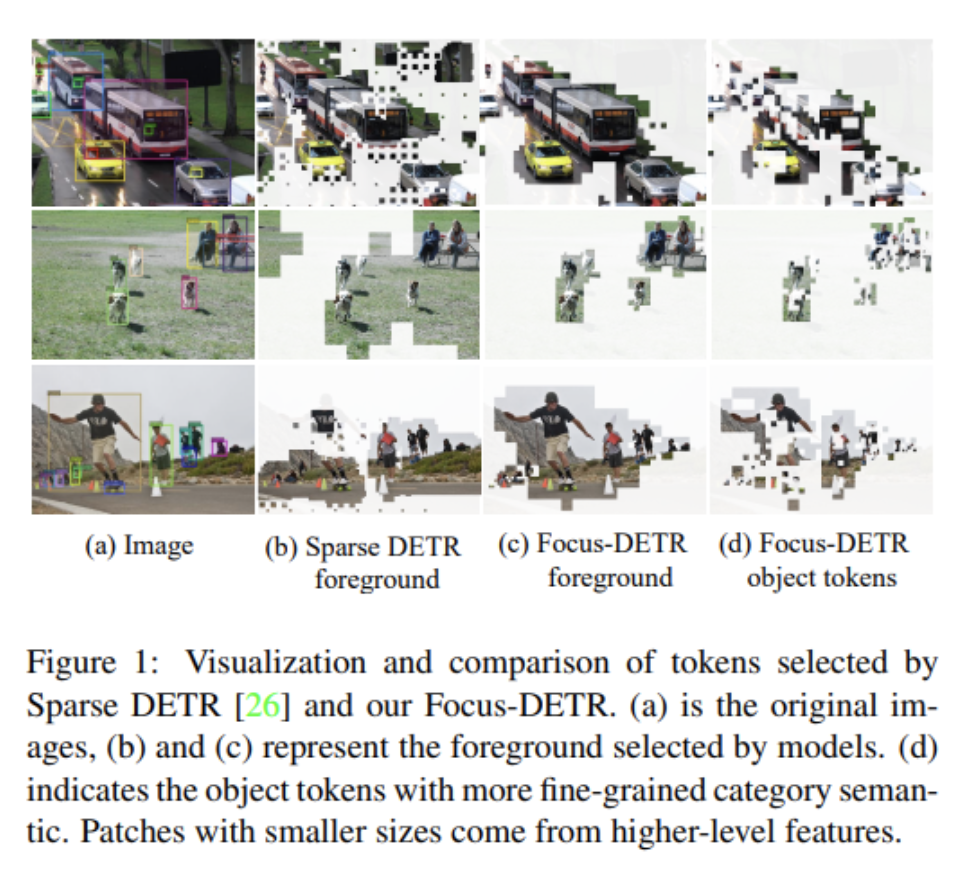 (a) Image
(b) Sparse DETR
foreground
(c) Focus-DETR
foreground
(d) Focus-DETR
object tokens
Figure 1: Visualization and comparison of tokens selected by
Sparse DETR [26] and our Focus-DETR. (a) is the original im-
ages, (b) and (c) represent the foreground selected by models. (d)
indicates the object tokens with more fine-grained category seman-
tic. Patches with smaller sizes come from higher-level features.